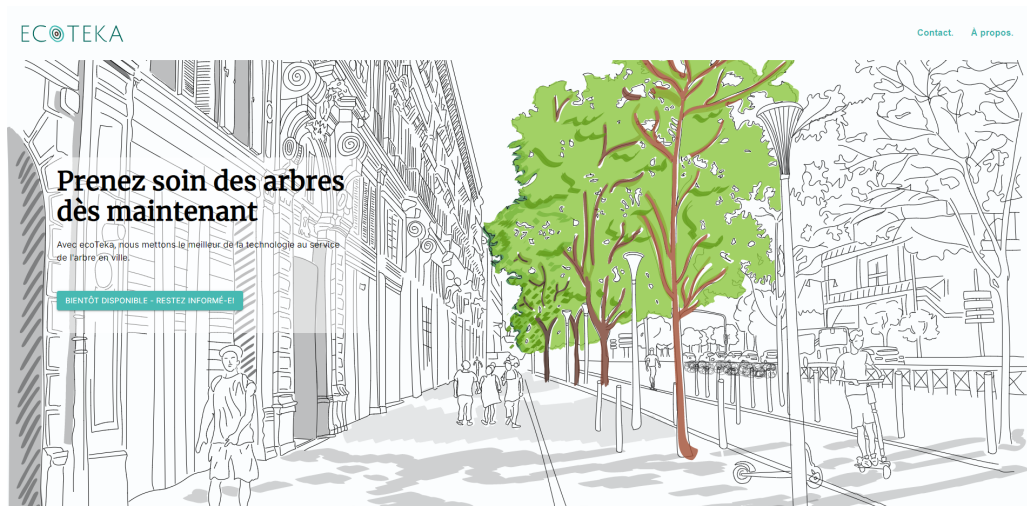 ECOTEKA
Contact.
À propos.
Prenez soin des arbres
dès maintenant
Avec ecoTeka, nous mettons le meilleur de la technologie au service
de l'arbre en ville.
BIENTÔT DISPONIBLE - RESTEZ INFORMÉ-E!